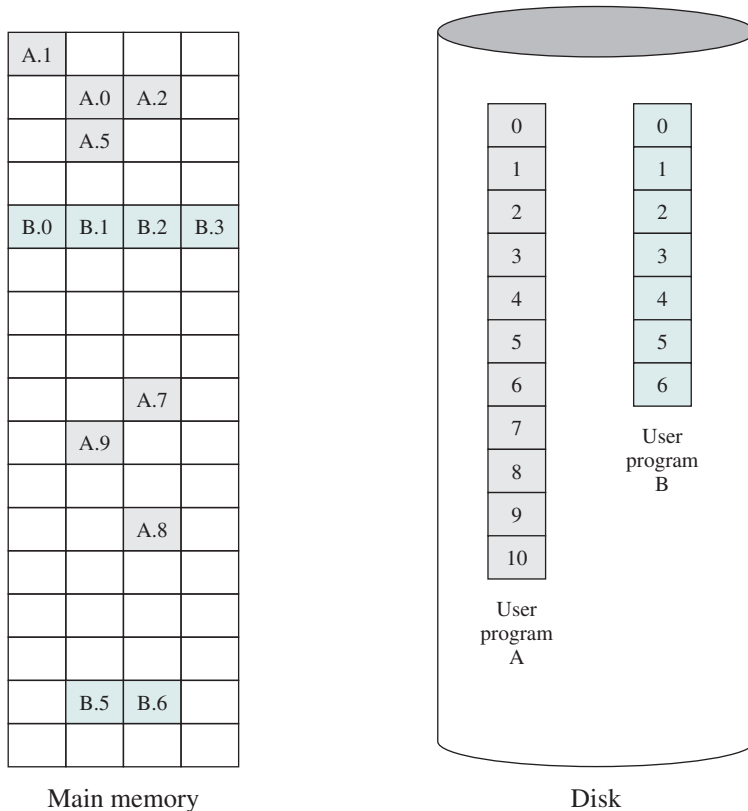 A.1
A.0 A.2
A.5
B.0 B.1 B.2 B.3
A.7
A.9
A.8
B.5 B.6
Main memory
0
1
2
3
4
5
6
7
8
9
10
User
program
A
0
1
2
3
4
5
6
User
program
B
Disk